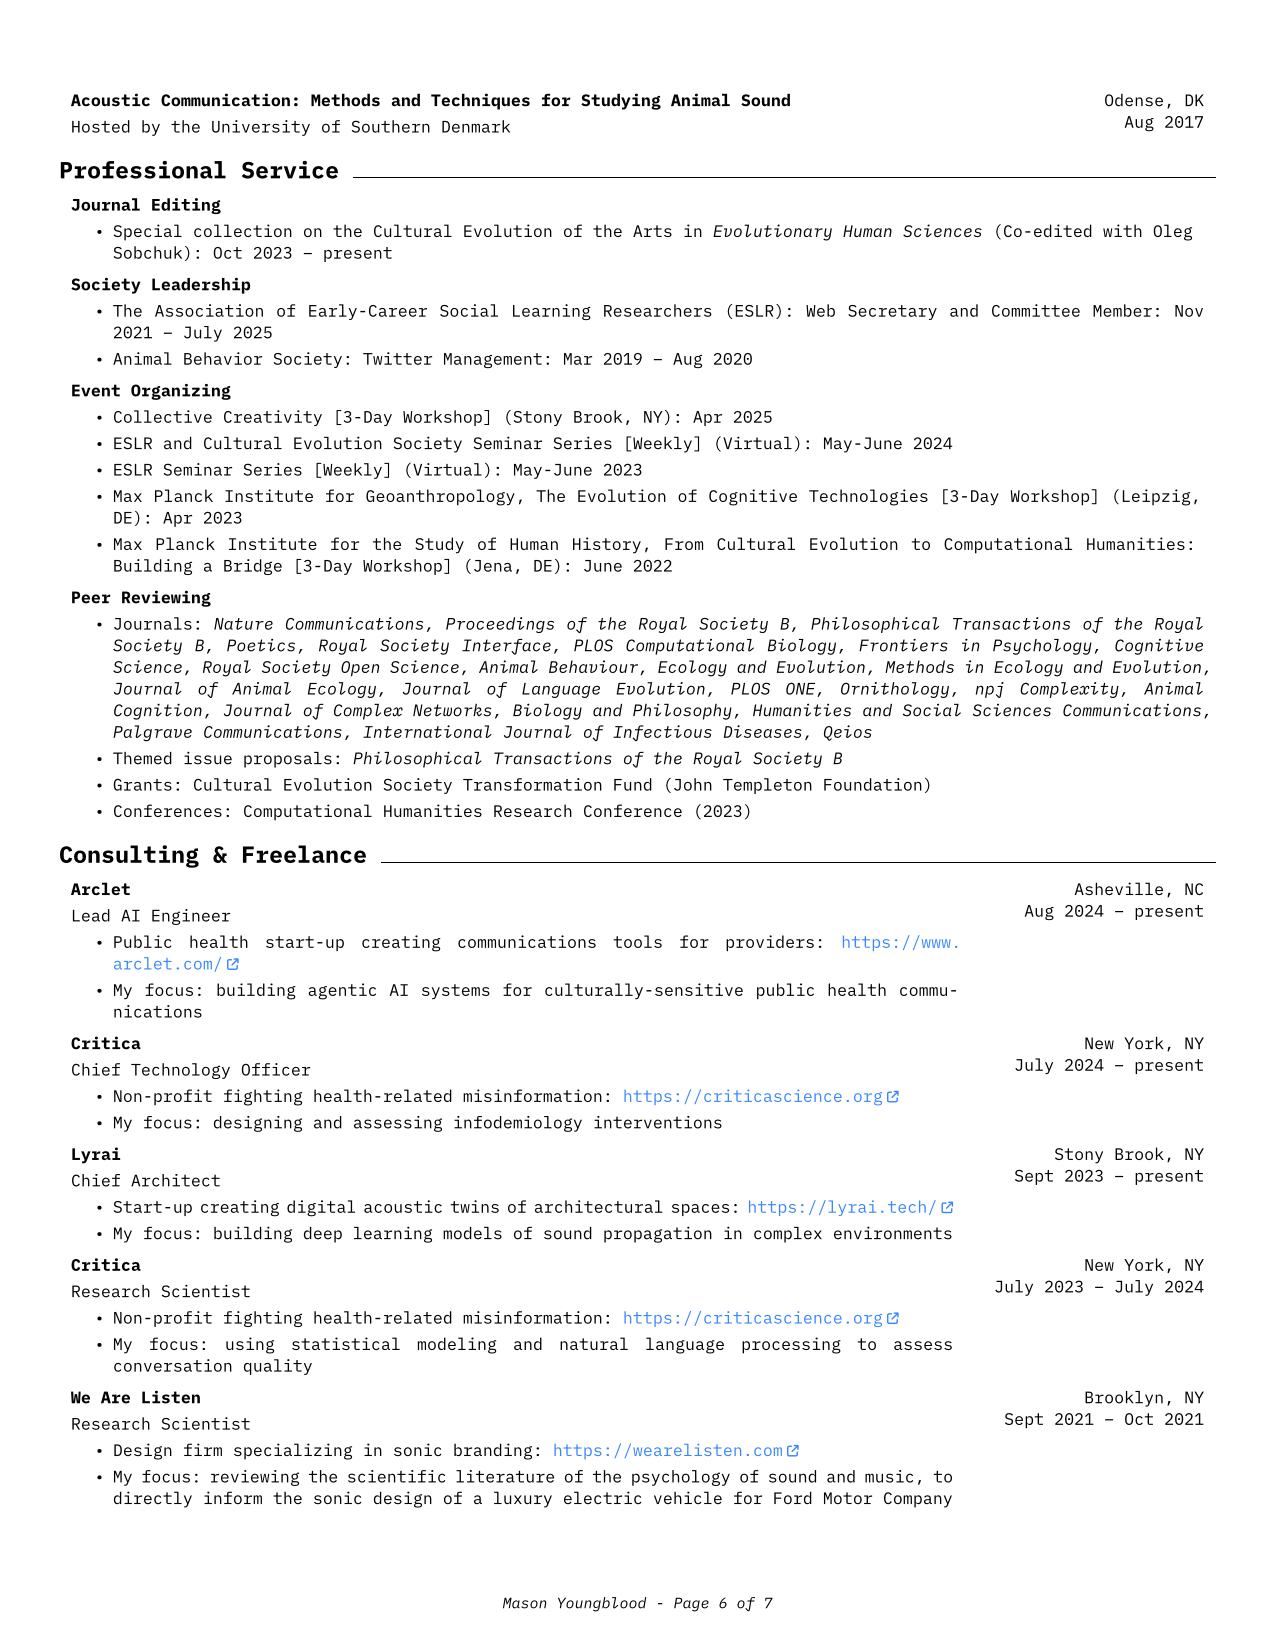 Acoustic Communication: Methods and Techniques for Studying Animal Sound
Odense, DK
Hosted by the University of Southern Denmark
Aug 2017
Professional Service
Journal Editing
• Special collection on the Cultural Evolution of the Arts in Evolutionary Human Sciences (Co-edited with Oleg
Sobchuk): Oct 2023 – present
Society Leadership
• The Association of Early-Career Social Learning Researchers (ESLR): Web Secretary and Committee Member: Nov
2021 – July 2025
• Animal Behavior Society: Twitter Management: Mar 2019 – Aug 2020
Event Organizing
• Collective Creativity [3-Day Workshop] (Stony Brook, NY): Apr 2025
• ESLR and Cultural Evolution Society Seminar Series [Weekly] (Virtual): May-June 2024
• ESLR Seminar Series [Weekly] (Virtual): May-June 2023
• Max Planck Institute for Geoanthropology, The Evolution of Cognitive Technologies [3-Day Workshop] (Leipzig,
DE): Apr 2023
• Max Planck Institute for the Study of Human History, From Cultural Evolution to Computational Humanities:
Building a Bridge [3-Day Workshop] (Jena, DE): June 2022
Peer Reviewing
• Journals: Nature Communications, Proceedings of the Royal Society B, Philosophical Transactions of the Royal
Society B, Poetics, Royal Society Interface, PLOS Computational Biology, Frontiers in Psychology, Cognitive
Science, Royal Society Open Science, Animal Behaviour, Ecology and Evolution, Methods in Ecology and Evolution,
Journal of Animal Ecology, Journal of Language Evolution, PLOS ONE, Ornithology, npj Complexity, Animal
Cognition, Journal of Complex Networks, Biology and Philosophy, Humanities and Social Sciences Communications,
Palgrave Communications, International Journal of Infectious Diseases, Qeios
• Themed issue proposals: Philosophical Transactions of the Royal Society B
• Grants: Cultural Evolution Society Transformation Fund (John Templeton Foundation)
• Conferences: Computational Humanities Research Conference (2023)
Consulting & Freelance
Arclet
Asheville, NC
Lead AI Engineer
Aug 2024 – present
• Public health start-up creating communications tools for providers: https://www.
arclet.com/
• My focus: building agentic AI systems for culturally-sensitive public health commu-
nications
Critica
New York, NY
Chief Technology Officer
July 2024 – present
• Non-profit fighting health-related misinformation: https://criticascience.org
• My focus: designing and assessing infodemiology interventions
Lyrai
Stony Brook, NY
Chief Architect
Sept 2023 – present
• Start-up creating digital acoustic twins of architectural spaces: https://lyrai.tech/
• My focus: building deep learning models of sound propagation in complex environments
Critica
New York, NY
Research Scientist
July 2023 – July 2024
• Non-profit fighting health-related misinformation: https://criticascience.org
• My focus: using statistical modeling and natural language processing to assess
conversation quality
We Are Listen
Brooklyn, NY
Research Scientist
Sept 2021 – Oct 2021
• Design firm specializing in sonic branding: https://wearelisten.com
• My focus: reviewing the scientific literature of the psychology of sound and music, to
directly inform the sonic design of a luxury electric vehicle for Ford Motor Company
Mason Youngblood - Page 6 of 7